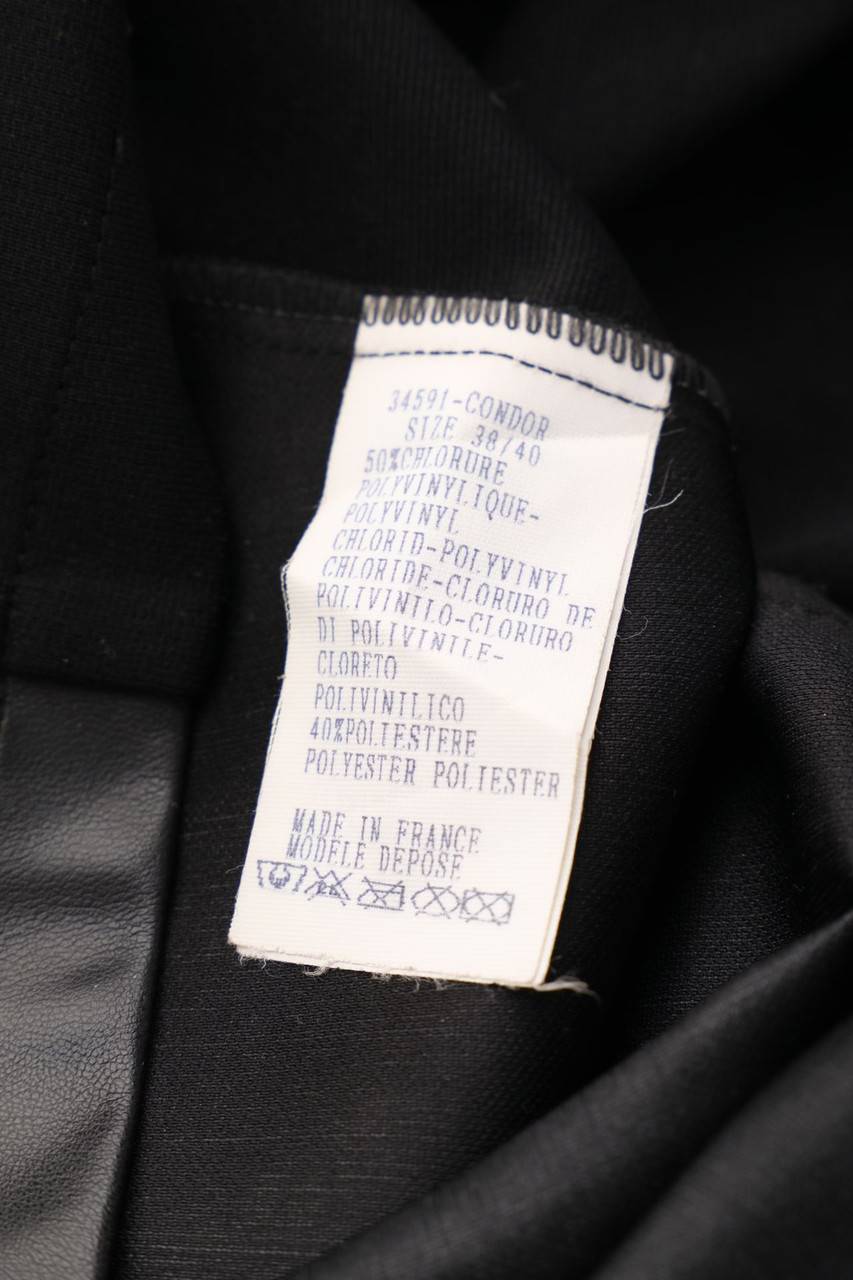 34591-CONDOR
SIZE 38/40
50%CHLORURE
POLYVINYLIQUE-
POLYVINYL
CHLORID-POLYVINYL
CHLORIDE-CLORURO DE
POLIVINILO-CLORURO
DI POLIVINILE-
CLORETO
POLIVINILICO
40%POLIESTERE
POLYESTER POLIESTER
MADE IN FRANCE
MODELE DEPOSE